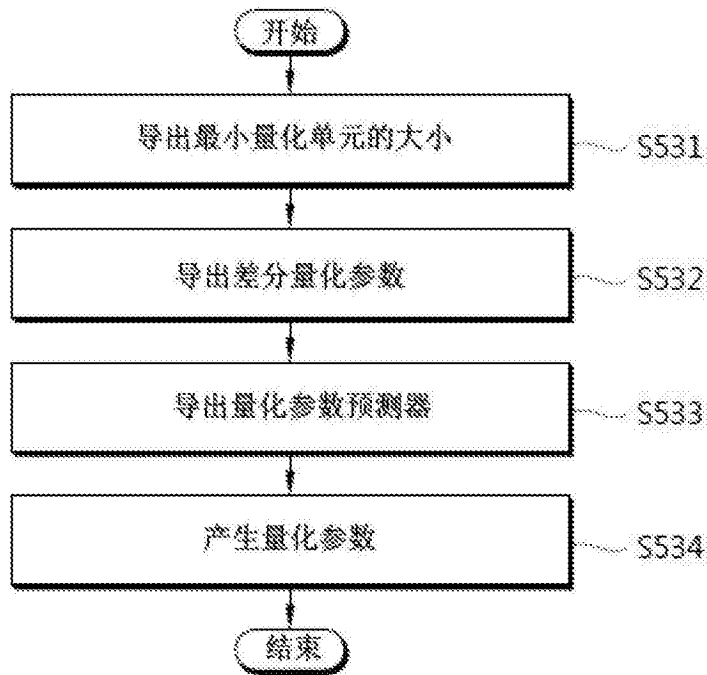 开始
导出最小量化单元的大小
S531
导出差分量化参数
S532
导出量化参数预测器
S533
产生量化参数
S534
结束